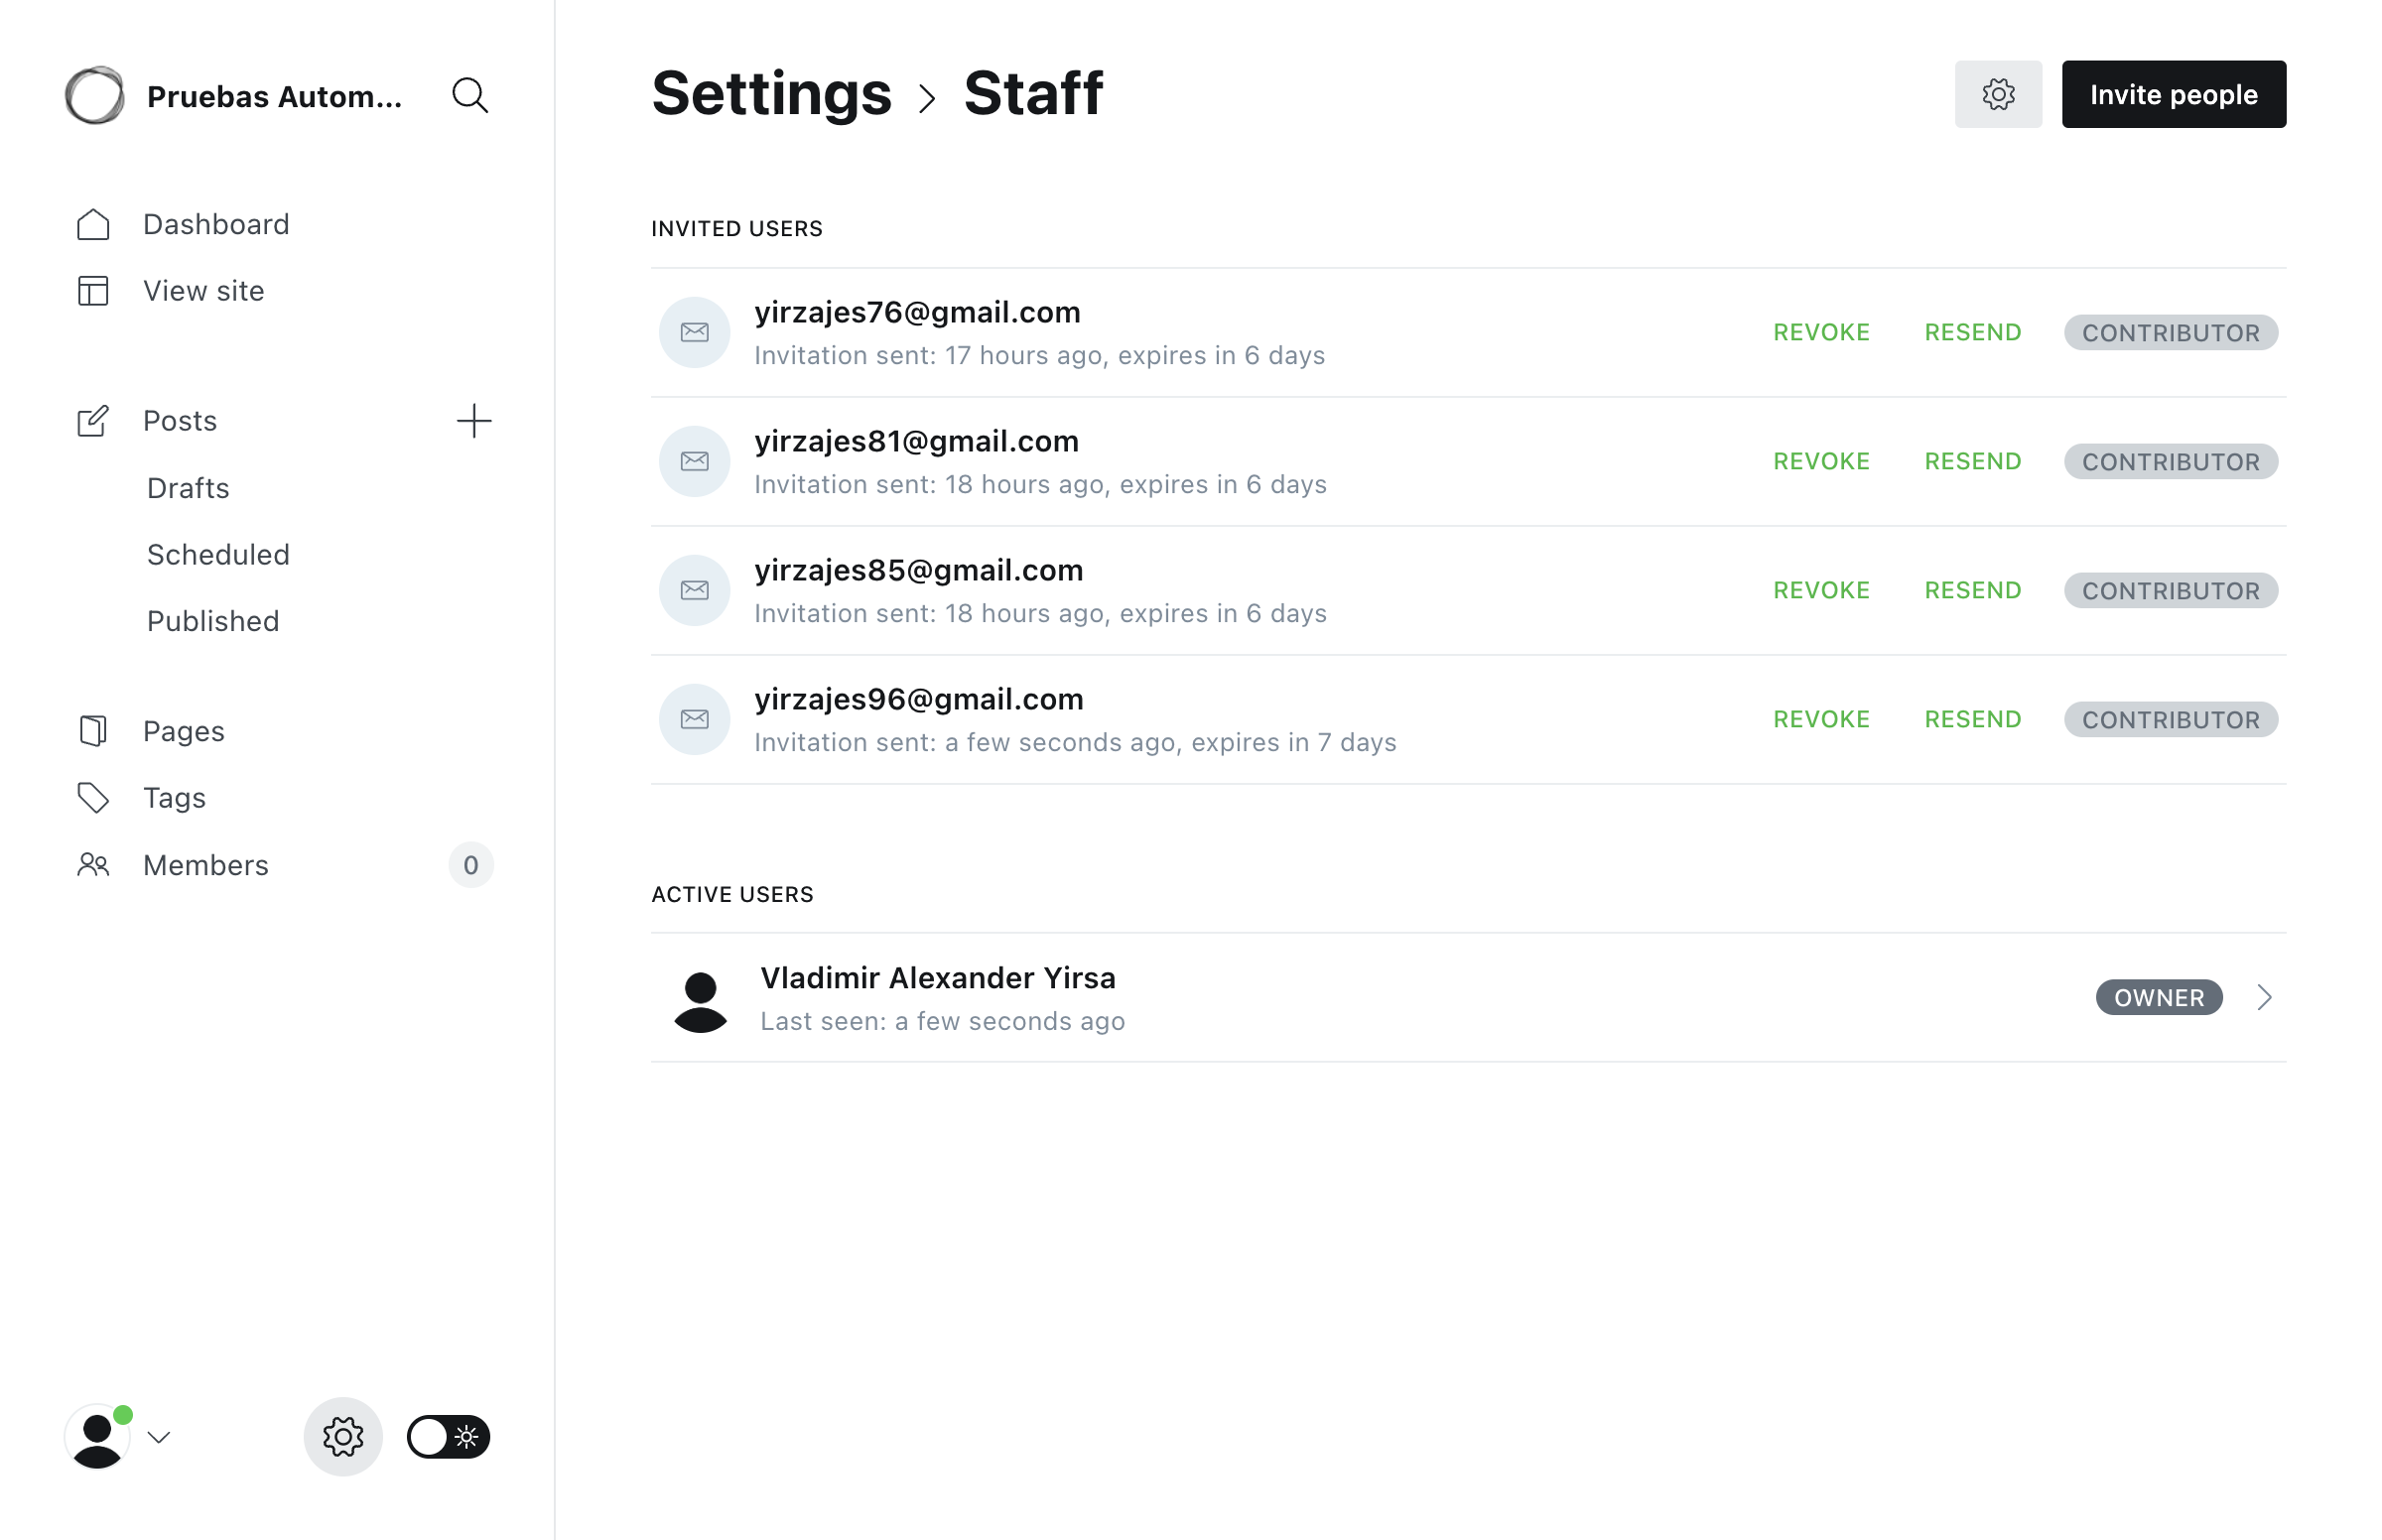 Pruebas Autom...
Dashboard
View site
Posts
Drafts
Scheduled
Published
Pages
Tags
Members 0
Settings > Staff
Invite people
INVITED USERS
yirzajes76@gmail.com
Invitation sent: 17 hours ago, expires in 6 days
REVOKE RESEND CONTRIBUTOR
yirzajes81@gmail.com
Invitation sent: 18 hours ago, expires in 6 days
REVOKE RESEND CONTRIBUTOR
yirzajes85@gmail.com
Invitation sent: 18 hours ago, expires in 6 days
REVOKE RESEND CONTRIBUTOR
yirzajes96@gmail.com
Invitation sent: a few seconds ago, expires in 7 days
REVOKE RESEND CONTRIBUTOR
ACTIVE USERS
Vladimir Alexander Yirsa
Last seen: a few seconds ago
OWNER